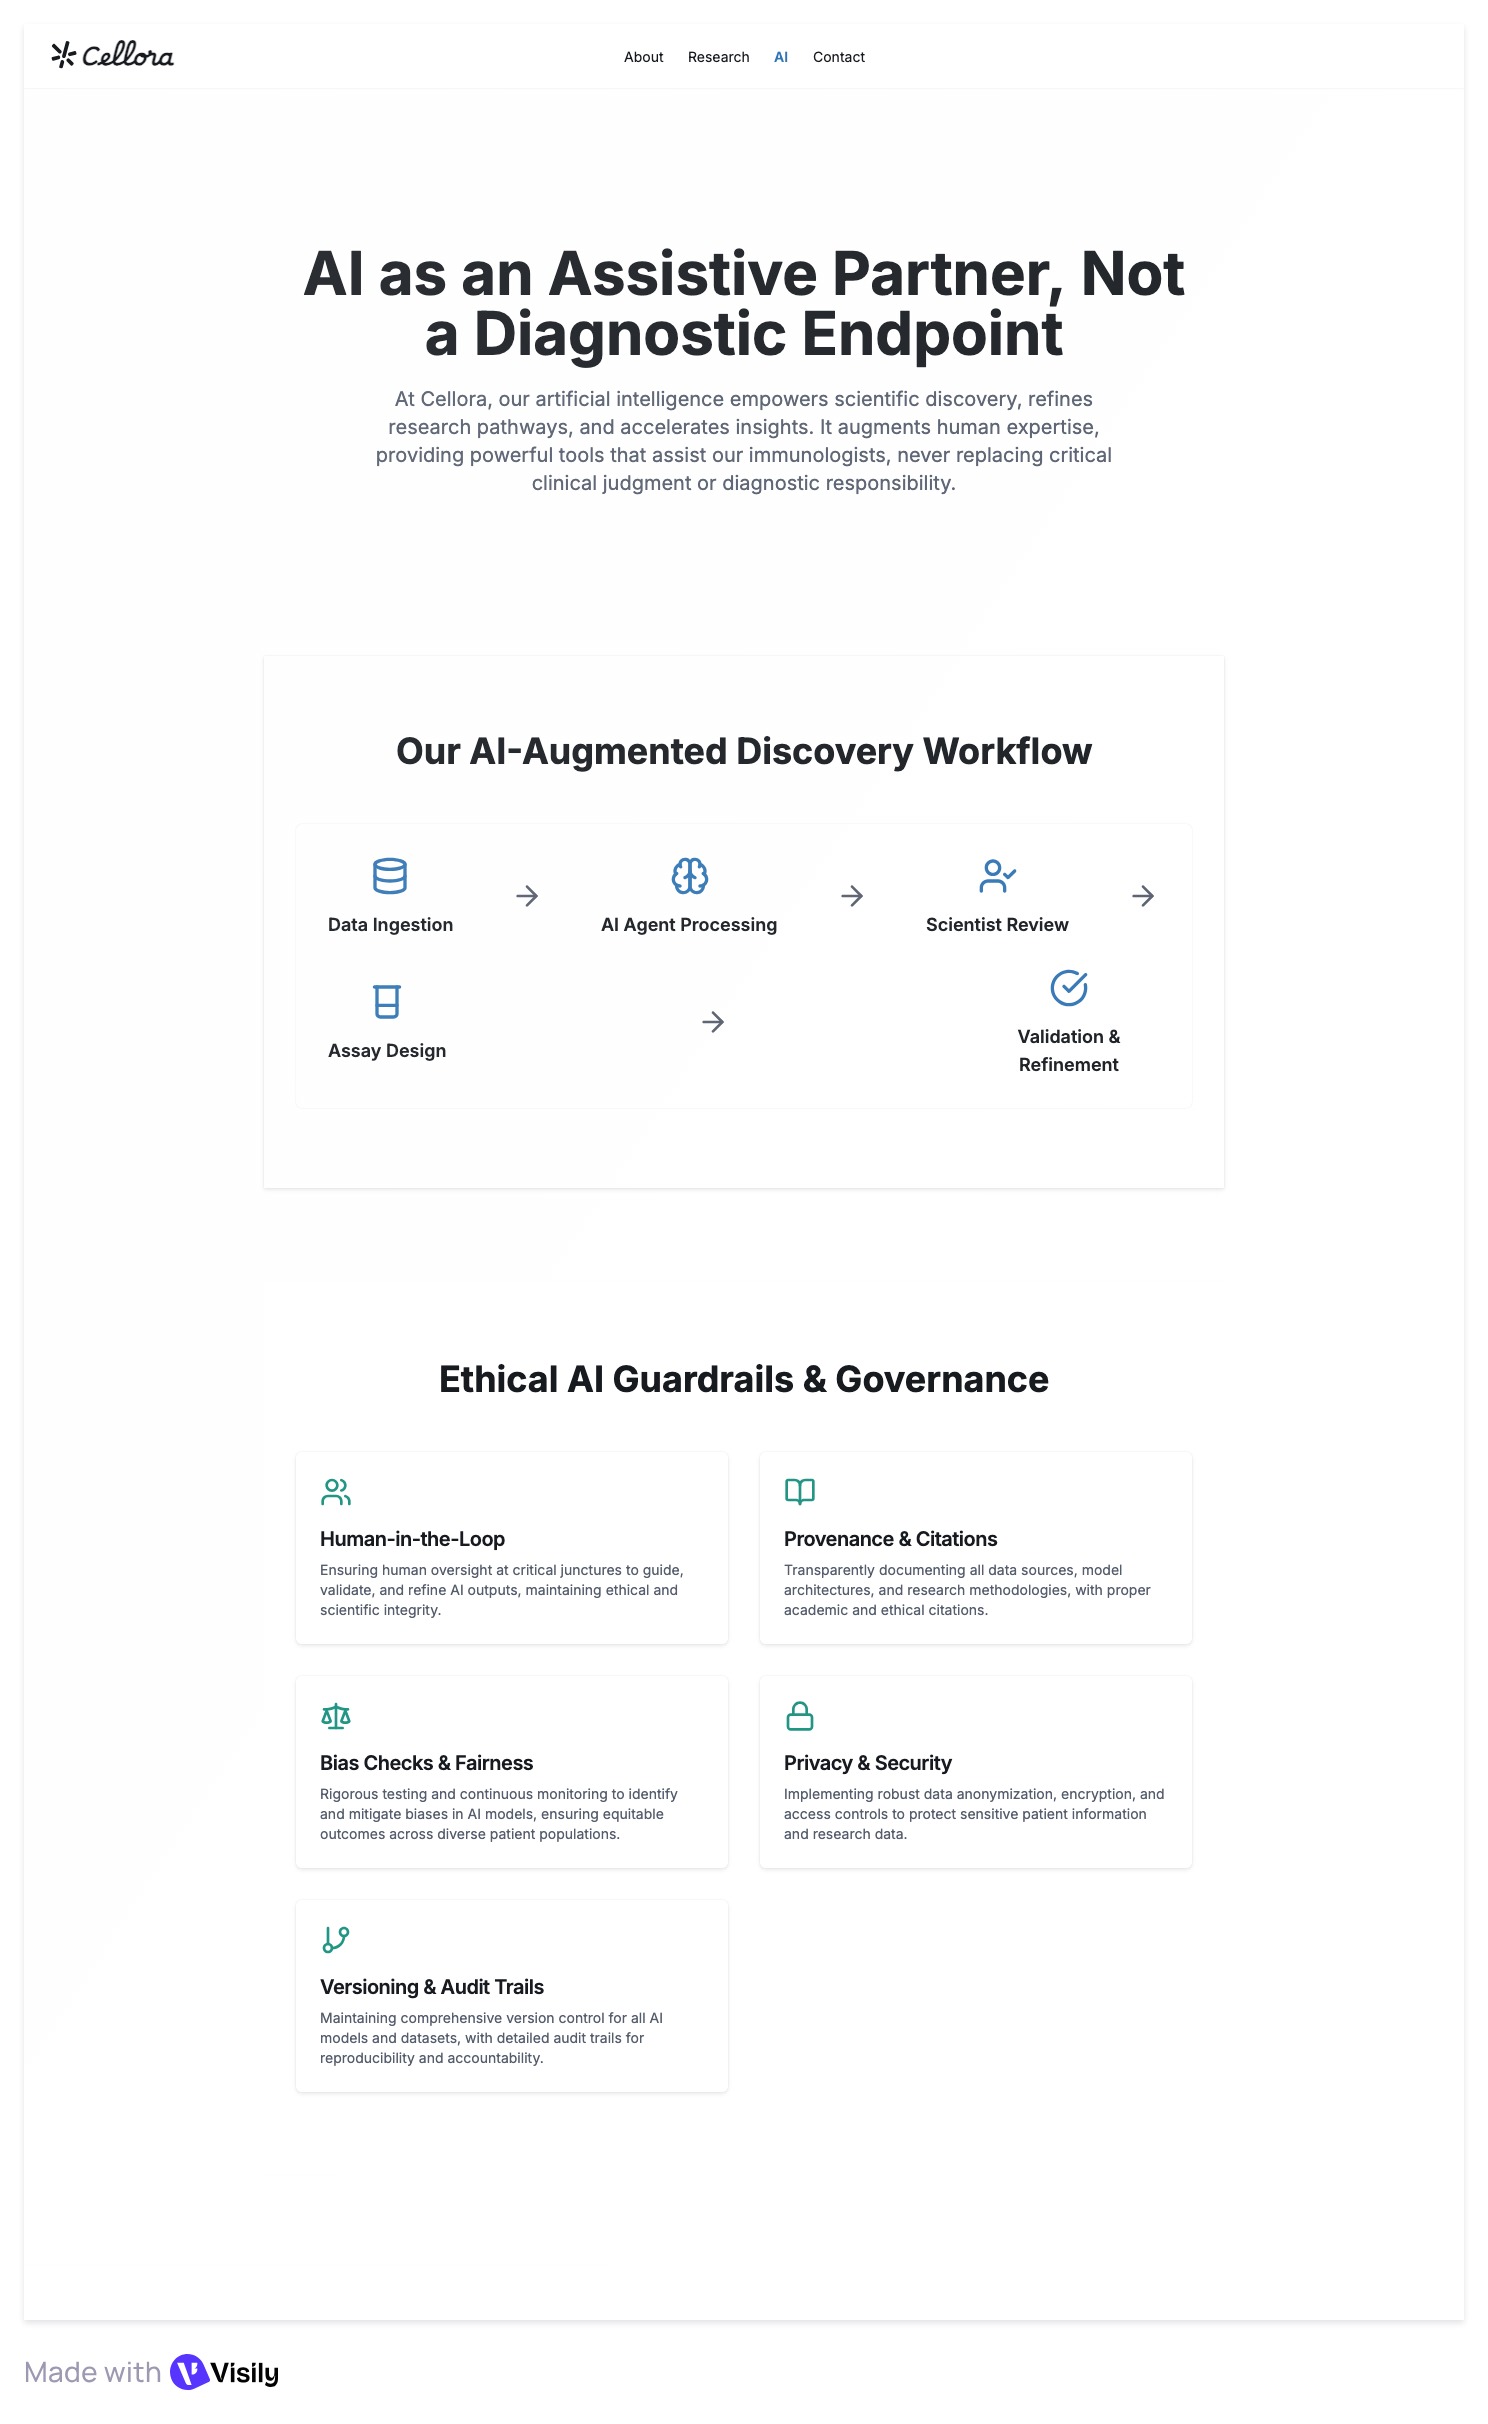 Cellora
About Research AI Contact
AI as an Assistive Partner, Not
a Diagnostic Endpoint
At Cellora, our artificial intelligence empowers scientific discovery, refines
research pathways, and accelerates insights. It augments human expertise,
providing powerful tools that assist our immunologists, never replacing critical
clinical judgment or diagnostic responsibility.
Our AI-Augmented Discovery Workflow
Data Ingestion
AI Agent Processing
Scientist Review
Assay Design
Validation &
Refinement
Ethical AI Guardrails & Governance
Human-in-the-Loop
Ensuring human oversight at critical junctures to guide,
validate, and refine AI outputs, maintaining ethical and
scientific integrity.
Provenance & Citations
Transparently documenting all data sources, model
architectures, and research methodologies, with proper
academic and ethical citations.
Bias Checks & Fairness
Rigorous testing and continuous monitoring to identify
and mitigate biases in AI models, ensuring equitable
outcomes across diverse patient populations.
Privacy & Security
Implementing robust data anonymization, encryption, and
access controls to protect sensitive patient information
and research data.
Versioning & Audit Trails
Maintaining comprehensive version control for all AI
models and datasets, with detailed audit trails for
reproducibility and accountability.
Made with Visily